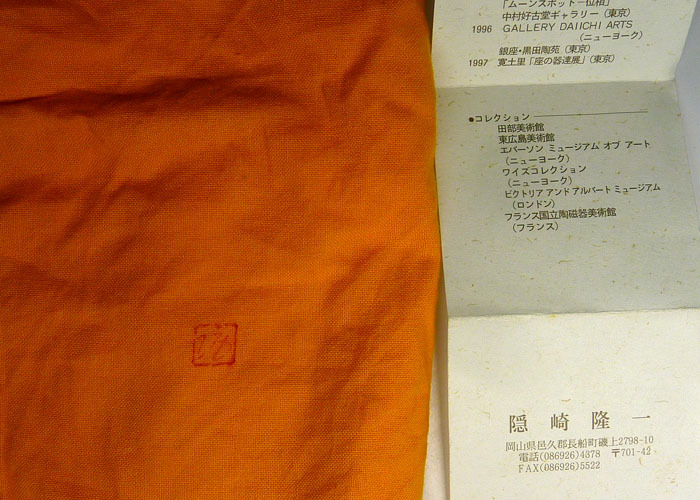 「ムーンスポットー位相」
中村好古堂ギャラリー(東京)
1996 GALLERY DAIICHI ARTS
(ニューヨーク)
銀座・黒田陶苑(東京)
1997 寛土里「座の器達展」(東京)
●コレクション
田部美術館
東広島美術館
エバーソン ミュージアム オブ アート
(ニューヨーク)
ワイズコレクション
(ニューヨーク)
ビクトリア アンド アルバート ミュージアム
(ロンドン)
フランス国立陶磁器美術館
(フランス)
隠崎隆一
岡山県邑久郡長船町磯上2798-10
電話(086926)4378 〒701-42
FAX(086926)5522